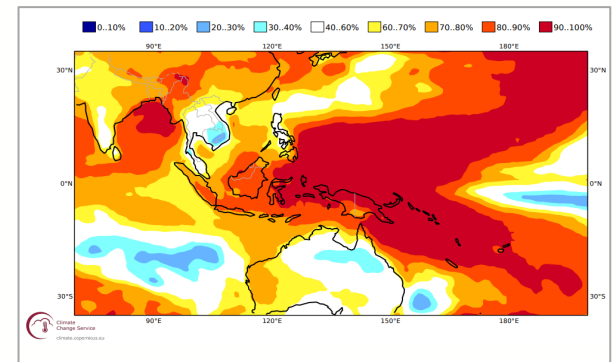 0..10% 10..20% 20..30% 30..40% 40..60% 60..70% 70..80% 80..90% 90..100%
90°E 120°E 150°E 180°E
30°N 30°N
0°N 0°N
30°S 30°S
90°E 120°E 150°E 180°E
Climate
Change Service
climate.copernicus.eu